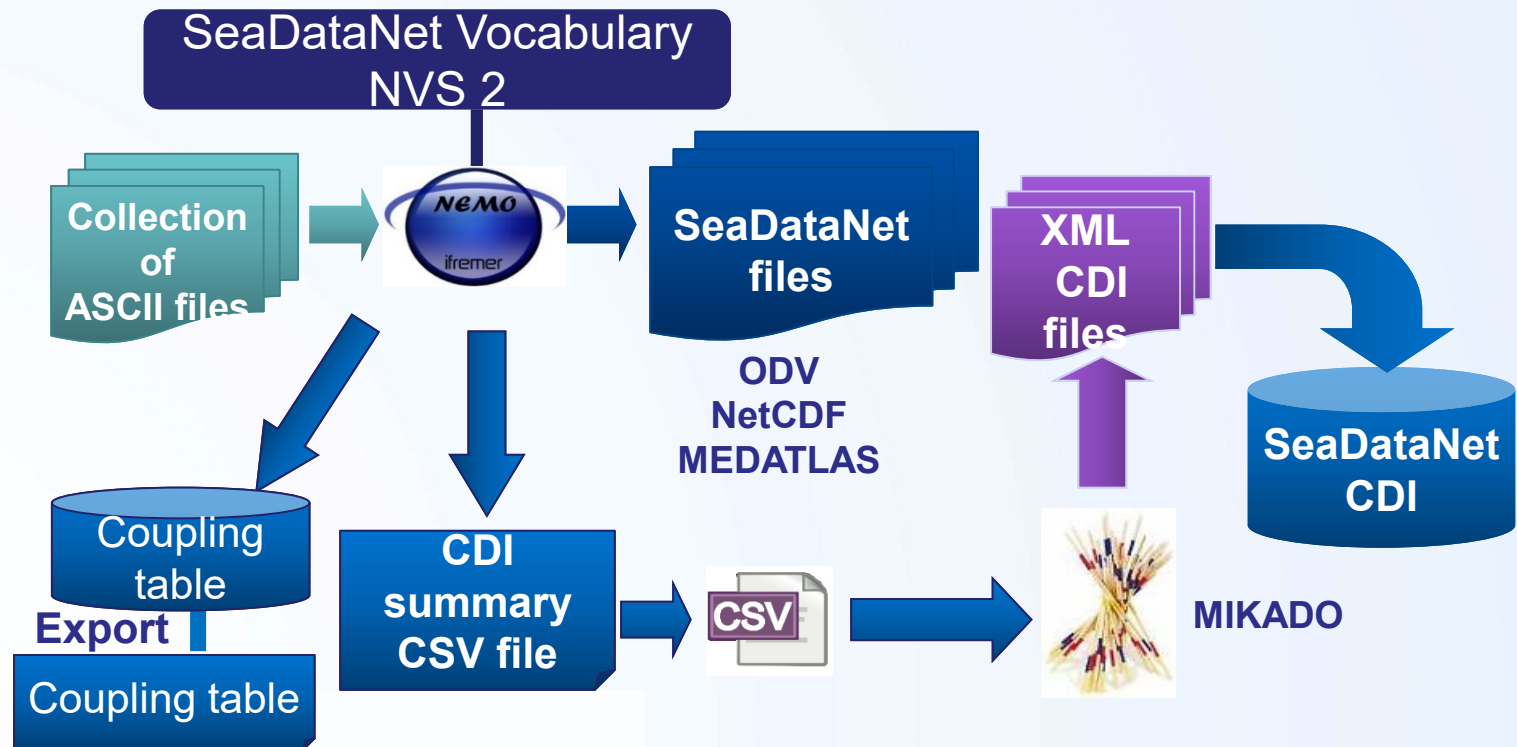 SeaDataNet Vocabulary
NVS 2
Collection
of
ASCII files
NEMO
ifremer
SeaDataNet
files
ODV
NetCDF
MEDATLAS
XML
CDI
files
SeaDataNet
CDI
Coupling
table
Export
Coupling table
CDI
summary
CSV file
CSV
MIKADO